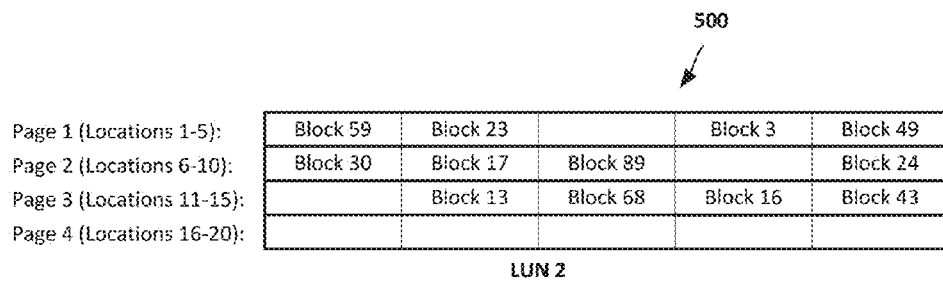 500
Page 1 (Locations 1-5): Block 59 Block 23 Block 3 Block 49
Page 2 (Locations 6-10): Block 30 Block 17 Block 89 Block 24
Page 3 (Locations 11-15): Block 13 Block 68 Block 16 Block 43
Page 4 (Locations 16-20):
LUN 2